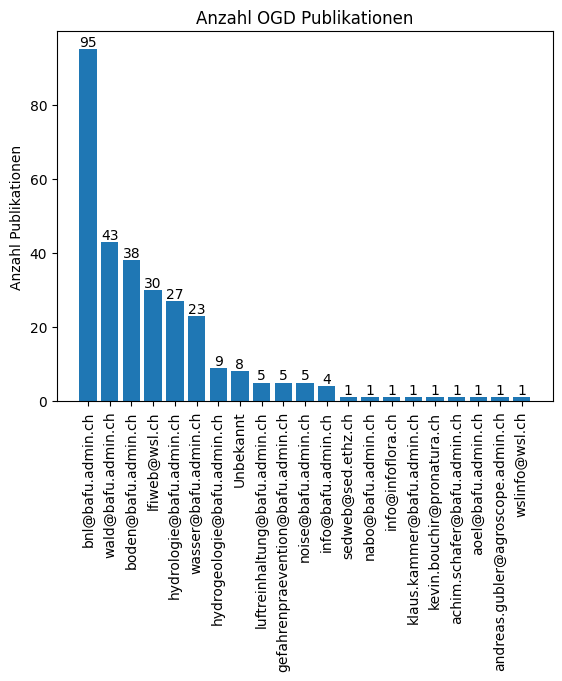 Anzahl OGD Publikationen
Anzahl Publikationen
80
60
40
20
0
95
43
38
30
27
23
9
8
5
5
5
4
1
1
1
1
1
1
1
1
1
bnl@bafu.admin.ch
wald@bafu.admin.ch
boden@bafu.admin.ch
lfiweb@wsl.ch
hydrologie@bafu.admin.ch
wasser@bafu.admin.ch
hydrogeologie@bafu.admin.ch
Unbekannt
luftreinhaltung@bafu.admin.ch
gefahrenpraevention@bafu.admin.ch
noise@bafu.admin.ch
info@bafu.admin.ch
sedweb@sed.ethz.ch
nabo@bafu.admin.ch
info@infoflora.ch
klaus.kammer@bafu.admin.ch
kevin.bouchir@pronatura.ch
achim.schafer@bafu.admin.ch
aoel@bafu.admin.ch
andreas.gubler@agroscope.admin.ch
wslinfo@wsl.ch